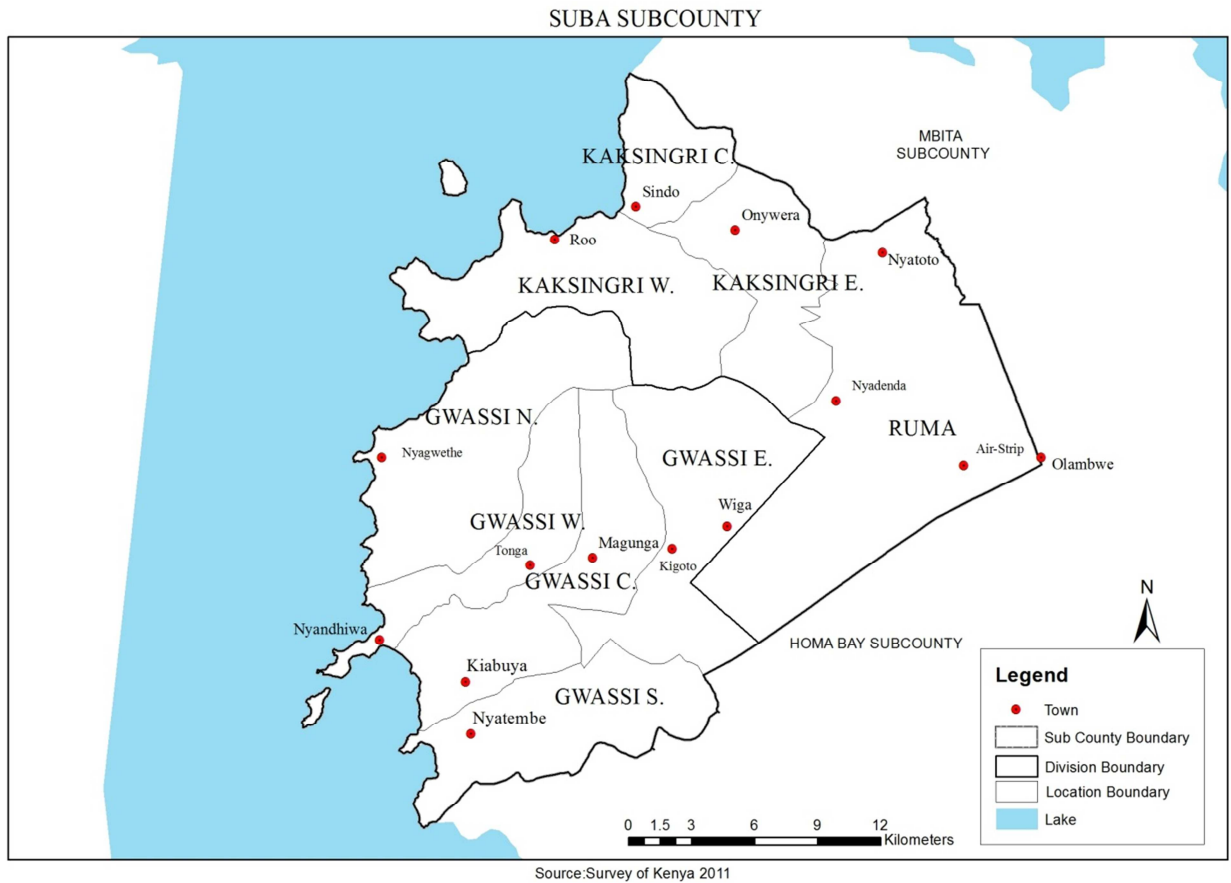 SUBA SUBCOUNTY
MBITA
SUBCOUNTY
KAKSINGRI C.
Sindo
Onywera
Roo
Nyatoto
KAKSINGRI W.
KAKSINGRI E.
Nyadenda
GWASSI N.
RUMA
Nyagwethe
GWASSI E.
Air-Strip
Olambwe
Wiga
GWASSI W.
Tonga
Magunga
Kigoto
GWASSI C.
Nyandhiwa
HOMA BAY SUBCOUNTY
Kiabuya
GWASSI S.
Nyatembe
N
Legend
Town
Sub County Boundary
Division Boundary
Location Boundary
Lake
0 1.5 3 6 9 12
Kilometers
Source:Survey of Kenya 2011